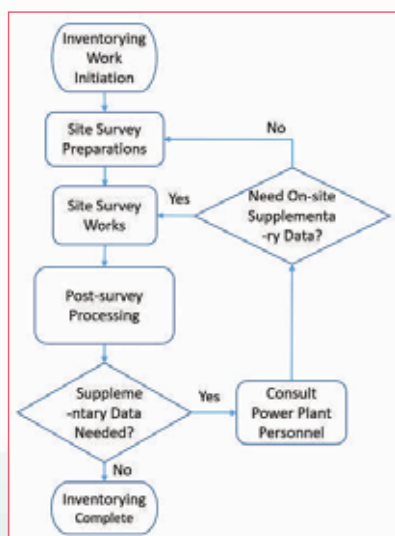 Inventorying
Work
Initiation
No
Site Survey
Preparations
Yes
Need On-site
Supplementa
-ry Data?
Site Survey
Works
Post-survey
Processing
Suppleme
-ntary Data
Needed?
Yes
Consult
Power Plant
Personnel
No
Inventorying
Complete